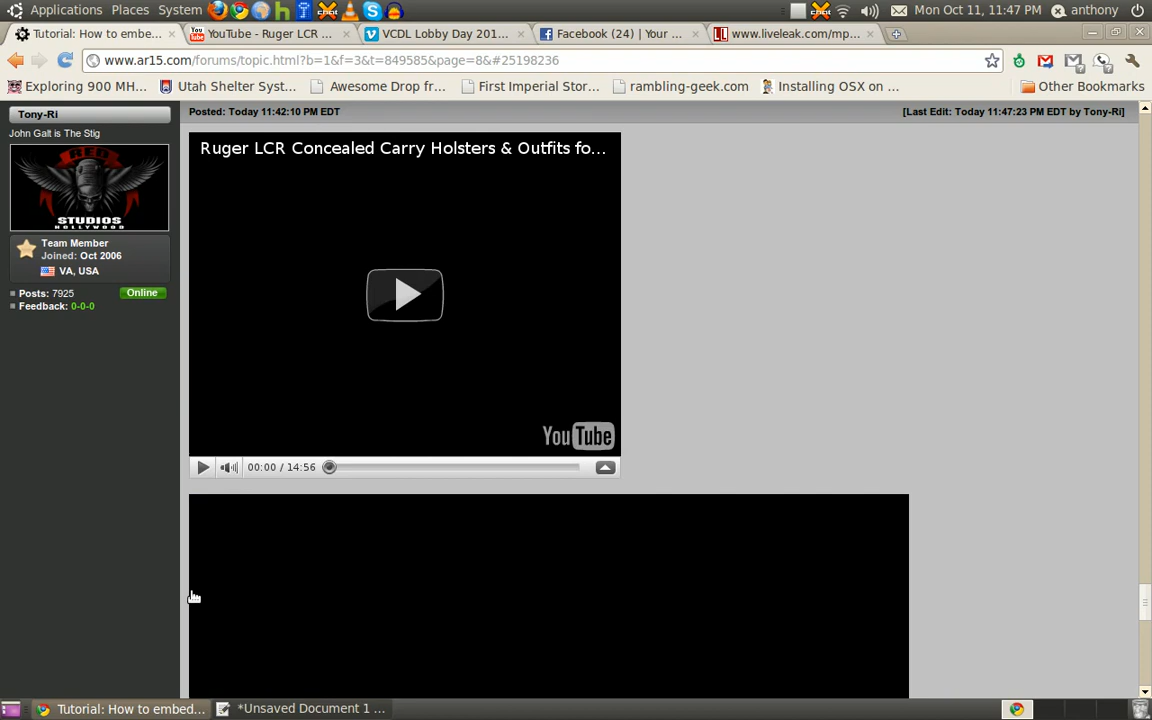 Applications Places System Mon Oct 11, 11:47 PM anthony
Tutorial: How to embe... YouTube - Ruger LCR ... VCDL Lobby Day 201... Facebook (24) | Your ... www.liveleak.com/mp...
www.ar15.com/forums/topic.html?b=1&f=3&t=849585&page=8&#25198236
Exploring 900 MH... Utah Shelter Syst... Awesome Drop fr... First Imperial Stor... rambling-geek.com Installing OSX on ... Other Bookmarks
Tony-Ri
Posted: Today 11:42:10 PM EDT [Last Edit: Today 11:47:23 PM EDT by Tony-Ri]
John Galt is The Stig
RED
STUDIOS
HOLLYWOOD
Team Member
Joined: Oct 2006
VA, USA
Posts: 7925 Online
Feedback: 0-0-0
Ruger LCR Concealed Carry Holsters & Outfits fo...
YouTube
00:00 / 14:56
Tutorial: How to embed... *Unsaved Document 1 ...